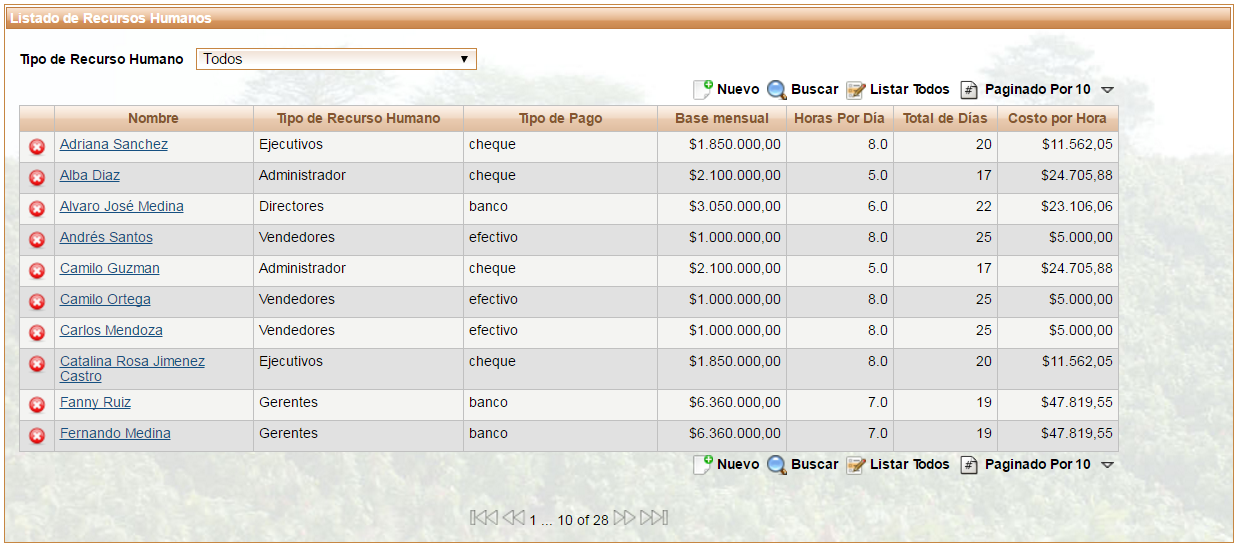 Listado de Recursos Humanos
Tipo de Recurso Humano Todos
Nuevo Buscar Listar Todos # Paginado Por 10
Nombre Tipo de Recurso Humano Tipo de Pago Base mensual Horas Por Día Total de Días Costo por Hora
Adriana Sanchez Ejecutivos cheque $1.850.000,00 8.0 20 $11.562,05
Alba Diaz Administrador cheque $2.100.000,00 5.0 17 $24.705,88
Alvaro José Medina Directores banco $3.050.000,00 6.0 22 $23.106,06
Andrés Santos Vendedores efectivo $1.000.000,00 8.0 25 $5.000,00
Camilo Guzman Administrador cheque $2.100.000,00 5.0 17 $24.705,88
Camilo Ortega Vendedores efectivo $1.000.000,00 8.0 25 $5.000,00
Carlos Mendoza Vendedores efectivo $1.000.000,00 8.0 25 $5.000,00
Catalina Rosa Jimenez Ejecutivos cheque $1.850.000,00 8.0 20 $11.562,05
Castro
Fanny Ruiz Gerentes banco $6.360.000,00 7.0 19 $47.819,55
Fernando Medina Gerentes banco $6.360.000,00 7.0 19 $47.819,55
Nuevo Buscar Listar Todos # Paginado Por 10
1 ... 10 of 28